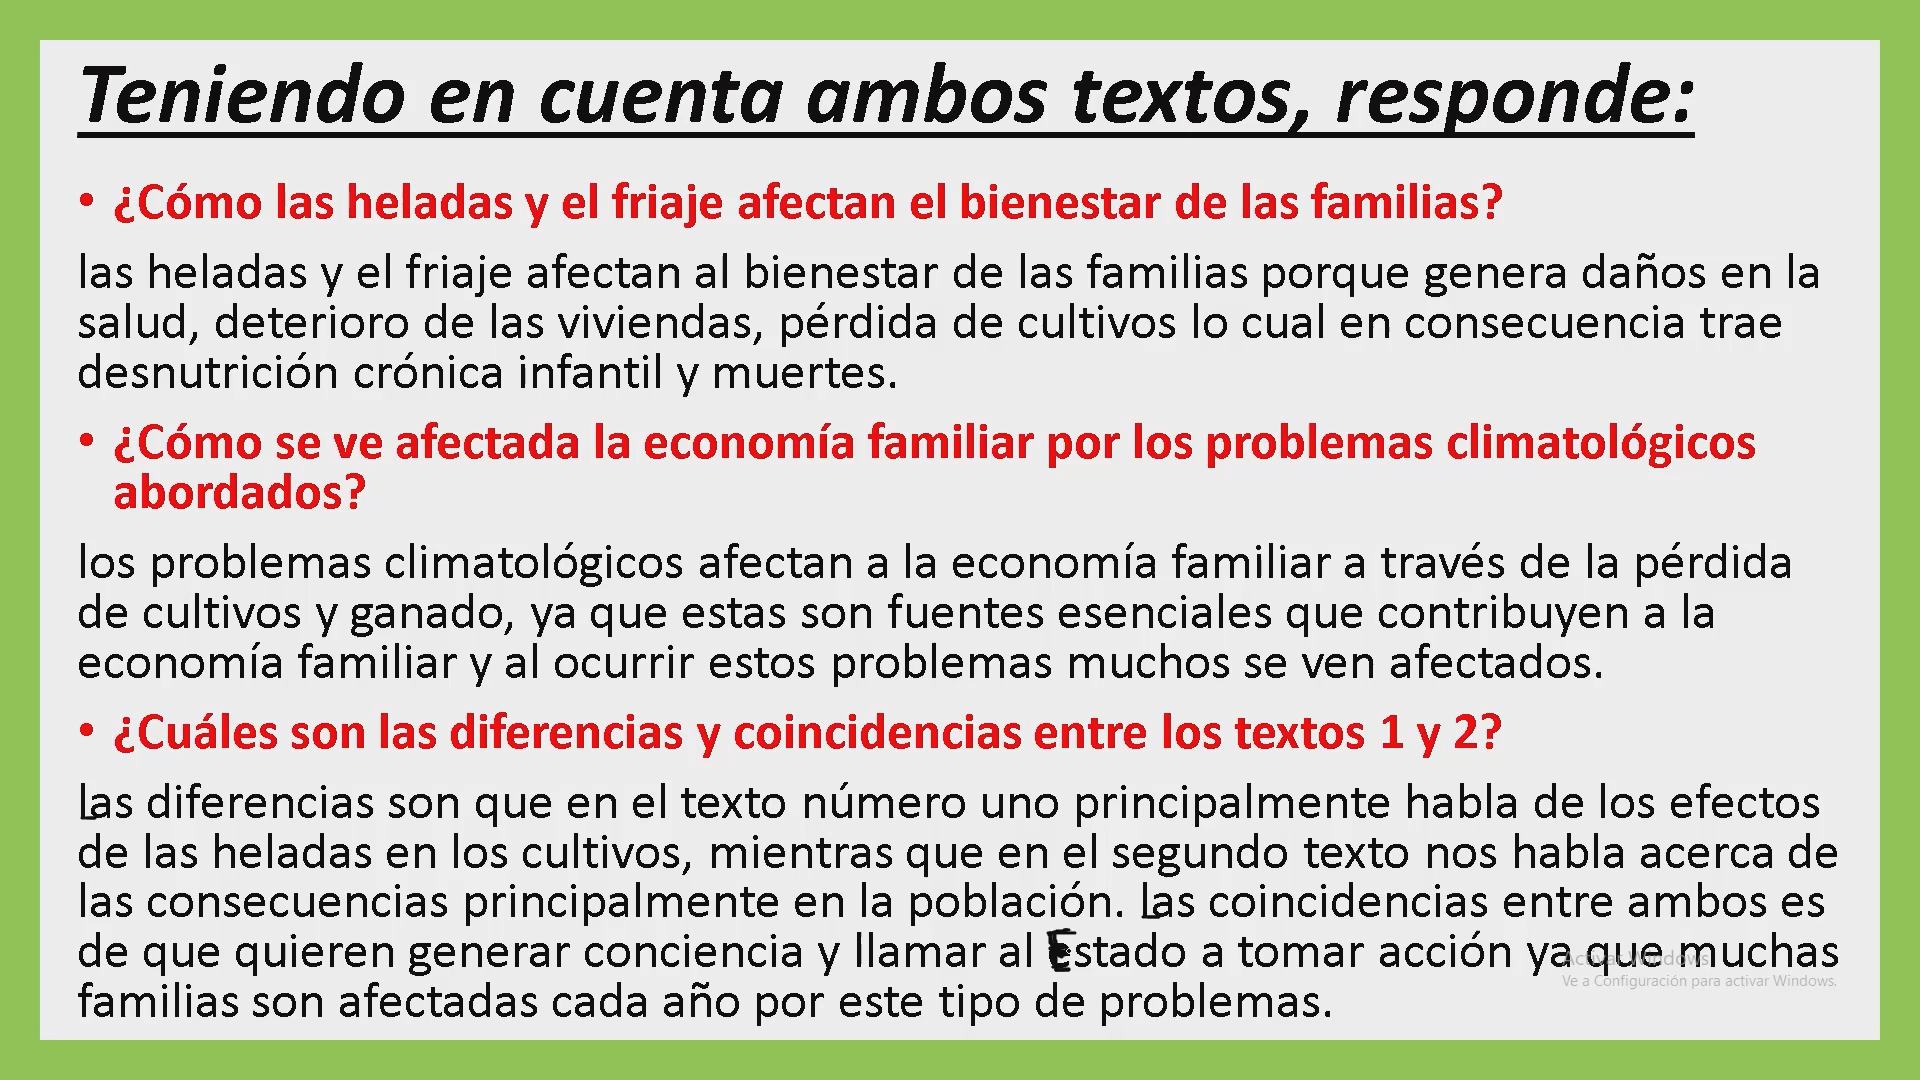 Teniendo en cuenta ambos textos, responde:
• ¿Cómo las heladas y el friaje afectan el bienestar de las familias?
las heladas y el friaje afectan al bienestar de las familias porque genera daños en la
salud, deterioro de las viviendas, pérdida de cultivos lo cual en consecuencia trae
desnutrición crónica infantil y muertes.
• ¿Cómo se ve afectada la economía familiar por los problemas climatológicos
abordados?
los problemas climatológicos afectan a la economía familiar a través de la pérdida
de cultivos y ganado, ya que estas son fuentes esenciales que contribuyen a la
economía familiar y al ocurrir estos problemas muchos se ven afectados.
• ¿Cuáles son las diferencias y coincidencias entre los textos 1 y 2?
Las diferencias son que en el texto número uno principalmente habla de los efectos
de las heladas en los cultivos, mientras que en el segundo texto nos habla acerca de
las consecuencias principalmente en la población. Las coincidencias entre ambos es
de que quieren generar conciencia y llamar al Estado a tomar acción ya que muchas
familias son afectadas cada año por este tipo de problemas.
Activar Windows
Ve a Configuración para activar Windows.